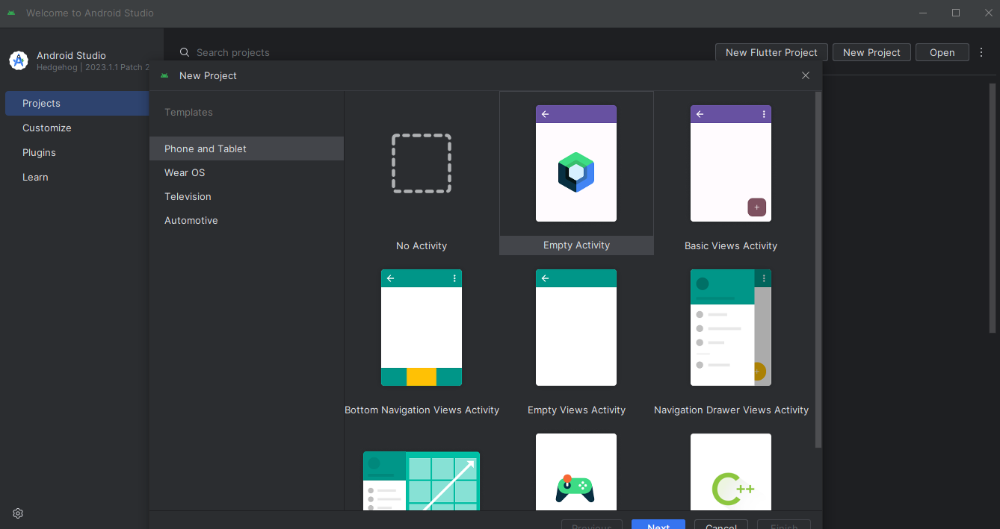 Welcome to Android Studio
Android Studio
Hedgehog | 2023.1.1 Patch 2
Search projects
New Flutter Project
New Project
Open
Projects
Customize
Plugins
Learn
New Project
Templates
Phone and Tablet
Wear OS
Television
Automotive
No Activity
Empty Activity
Basic Views Activity
Bottom Navigation Views Activity
Empty Views Activity
Navigation Drawer Views Activity
C++
Previous
Next
Cancel
Finish